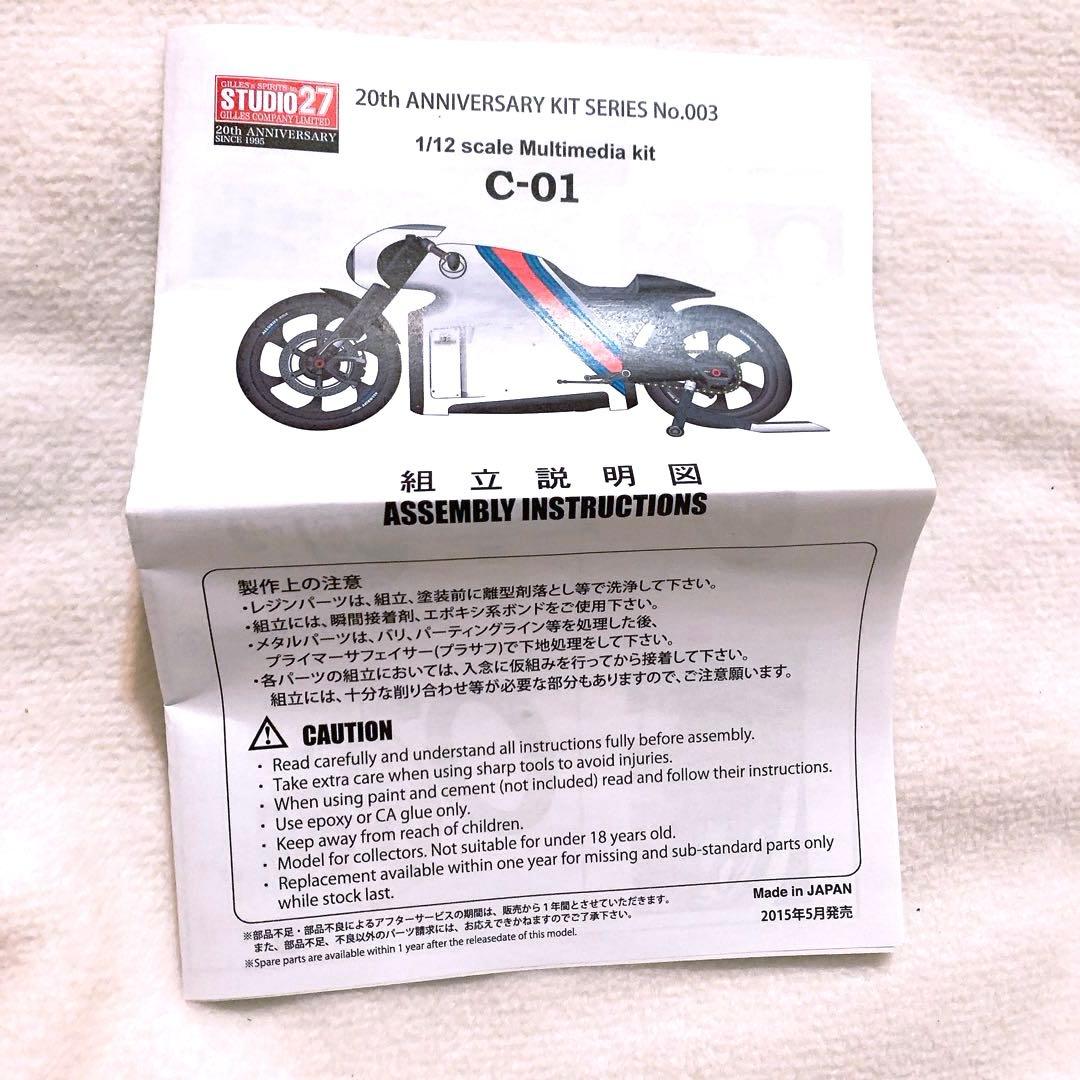 GILLES's SPIRITS in
STUDIO27
GILLES COMPANY LIMITED
20th ANNIVERSARY
SINCE 1995
20th ANNIVERSARY KIT SERIES No.003
1/12 scale Multimedia kit
C-01
組立説明図
ASSEMBLY INSTRUCTIONS
製作上の注意
・レジンパーツは、組立、塗装前に離型剤落とし等で洗浄して下さい。
・組立には、瞬間接着剤、エポキシ系ボンドをご使用下さい。
・メタルパーツは、バリ、パーティングライン等を処理した後、
プライマーサフェイサー(プラサフ)で下地処理をして下さい。
・各パーツの組立においては、入念に仮組みを行ってから接着して下さい。
組立には、十分な削り合わせ等が必要な部分もありますので、ご注意願います。
CAUTION
・ Read carefully and understand all instructions fully before assembly.
・ Take extra care when using sharp tools to avoid injuries.
・ When using paint and cement (not included) read and follow their instructions.
・ Use epoxy or CA glue only.
・ Keep away from reach of children.
・ Model for collectors. Not suitable for under 18 years old.
・ Replacement available within one year for missing and sub-standard parts only
while stock last.
Made in JAPAN
2015年5月発売
※部品不足・部品不良によるアフターサービスの期間は、販売から1年間とさせていただきます。
また、部品不足、不良以外のパーツ請求には、お応えできかねますのでご了承下さい。
※Spare parts are available within 1 year after the releasedate of this model.